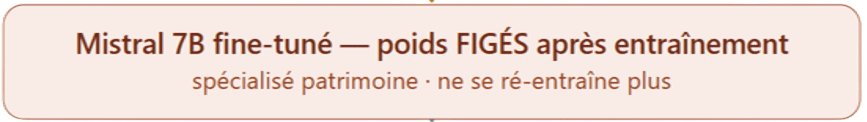 Mistral 7B fine-tuné — poids FIGÉS après entraînement
spécialisé patrimoine · ne se ré-entraîne plus